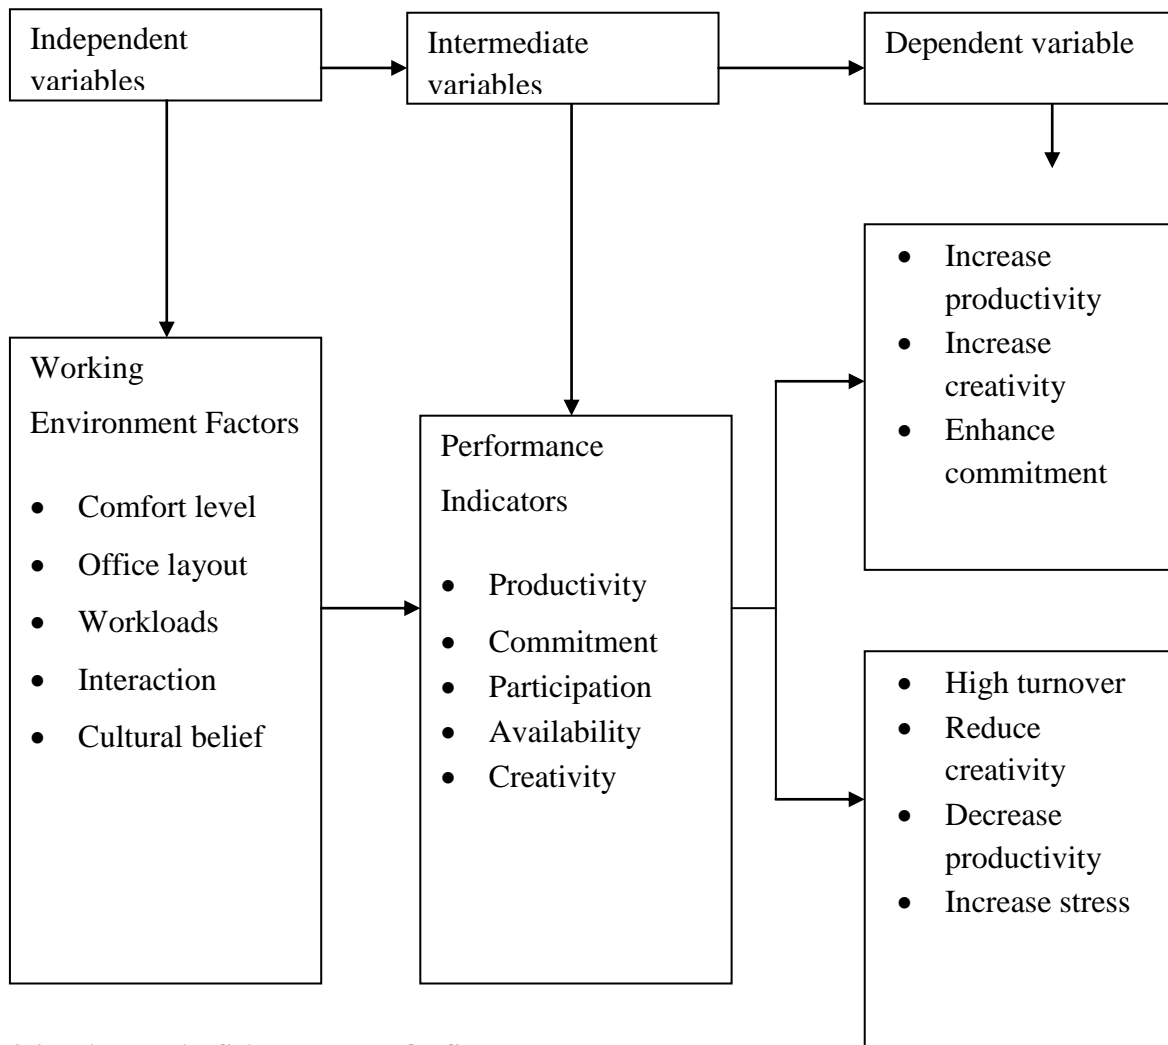 Independent
variables
Intermediate
variables
Dependent variable
Working
Environment Factors
• Comfort level
• Office layout
• Workloads
• Interaction
• Cultural belief
Performance
Indicators
• Productivity
• Commitment
• Participation
• Availability
• Creativity
• Increase
productivity
• Increase
creativity
• Enhance
commitment
• High turnover
• Reduce
creativity
• Decrease
productivity
• Increase stress